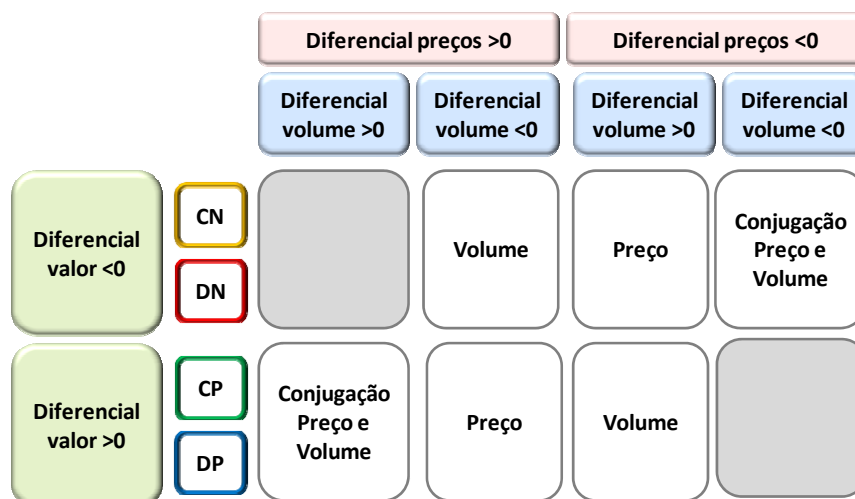 Diferencial preços >0
Diferencial preços <0
Diferencial
volume >0
Diferencial
volume <0
Diferencial
volume >0
Diferencial
volume <0
Diferencial
valor <0
CN
DN
Volume
Preço
Conjugação
Preço e
Volume
Diferencial
valor >0
CP
DP
Conjugação
Preço e
Volume
Preço
Volume